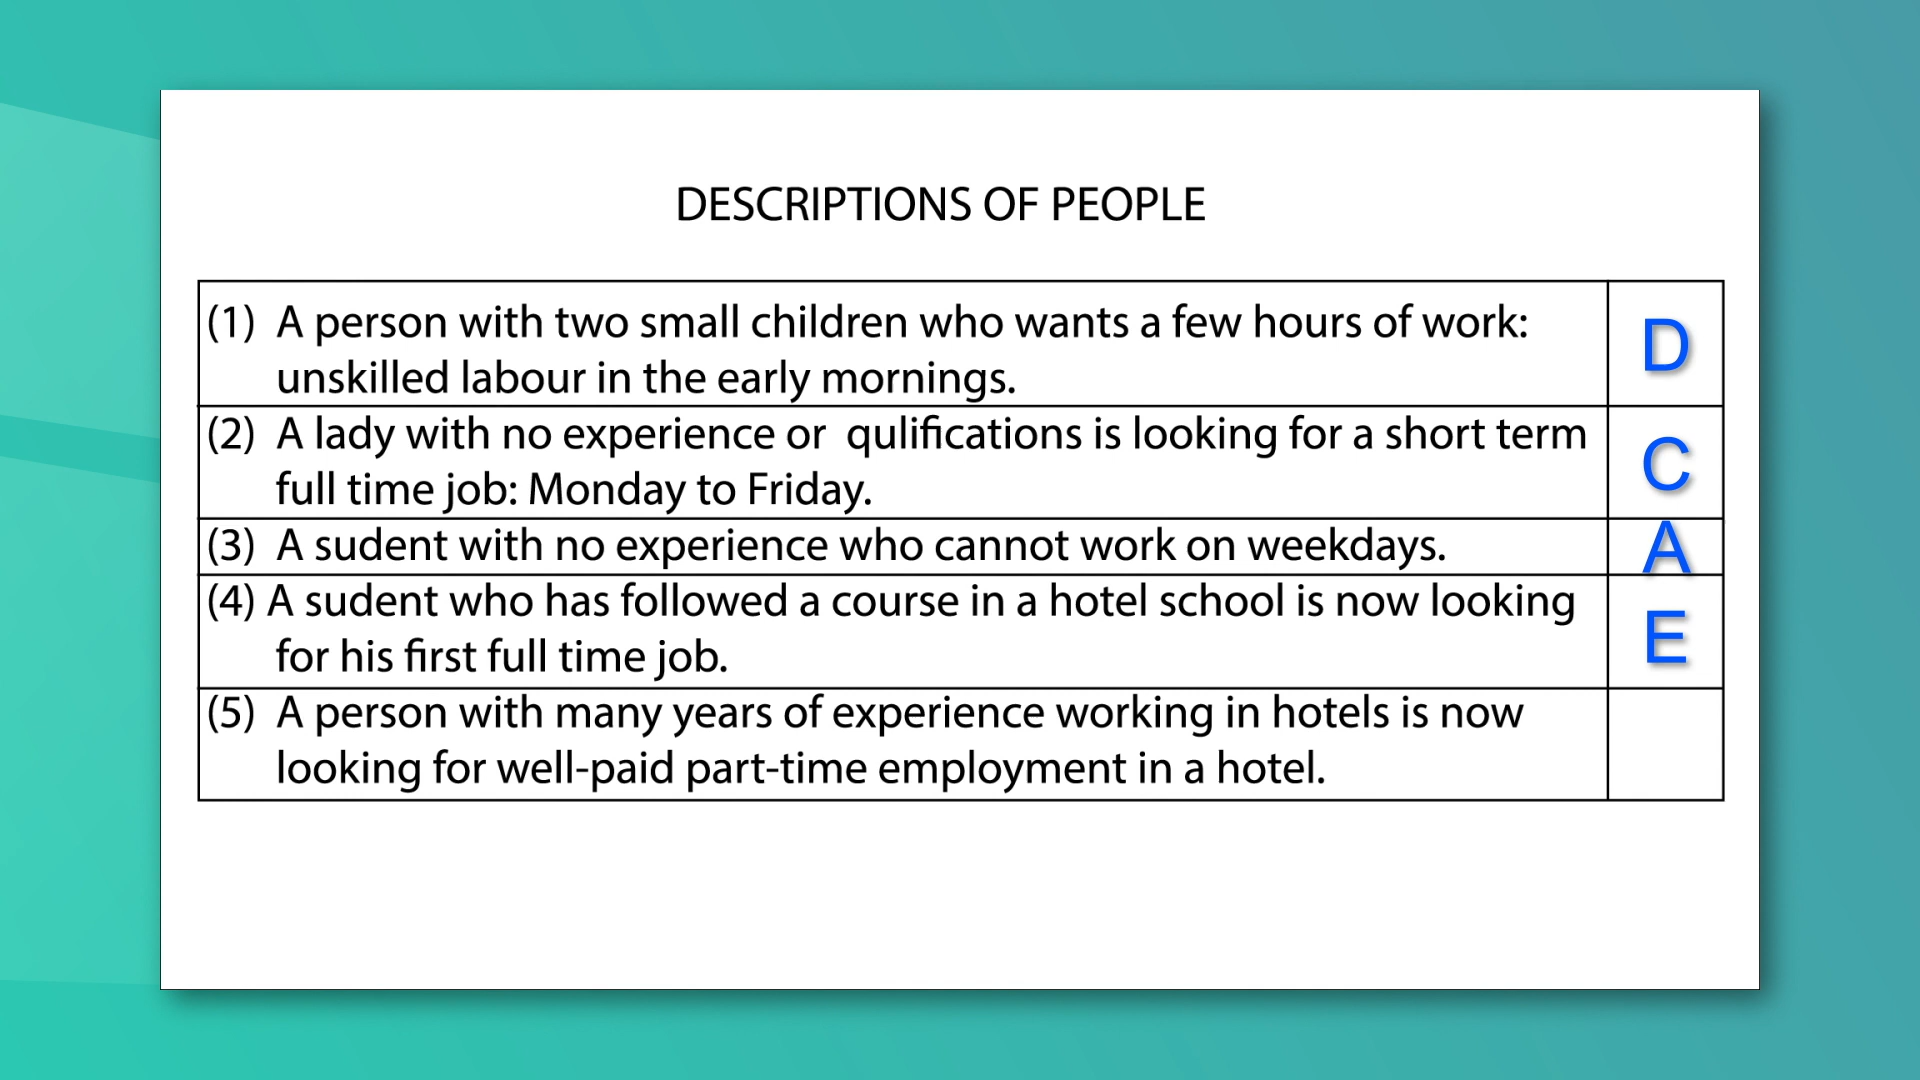 DESCRIPTIONS OF PEOPLE
(1) A person with two small children who wants a few hours of work:
unskilled labour in the early mornings.
D
(2) A lady with no experience or qulifications is looking for a short term
full time job: Monday to Friday.
C
(3) A sudent with no experience who cannot work on weekdays.
A
(4) A sudent who has followed a course in a hotel school is now looking
for his first full time job.
E
(5) A person with many years of experience working in hotels is now
looking for well-paid part-time employment in a hotel.